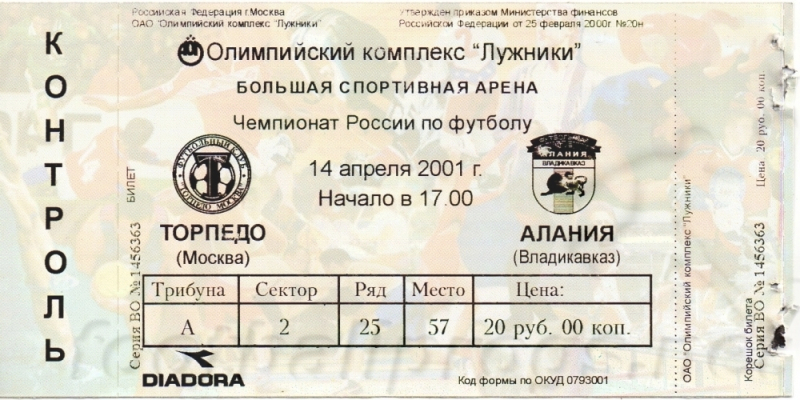 КОНТРОЛЬ
Российская Федерация г.Москва
ОАО "Олимпийский комплекс "Лужники"
Утвержден приказом Министерства финансов
Российской Федерации от 25 февраля 2000г №20н
Олимпийский комплекс "Лужники"
БОЛЬШАЯ СПОРТИВНАЯ АРЕНА
Чемпионат России по футболу
14 апреля 2001 г.
Начало в 17.00
ФУТБОЛЬНЫЙ КЛУБ
Т
ТОРПЕДО МОСКВА
ТОРПЕДО
(Москва)
АЛАНИЯ
ВЛАДИКАВКАЗ
АЛАНИЯ
(Владикавказ)
Трибуна Сектор Ряд Место Цена:
А 2 25 57 20 руб. 00 коп.
DIADORA
Код формы по ОКУД 0793001
БИЛЕТ
Серия ВО № 1456363
ОАО "Олимпийский комплекс "Лужники"
Корешок билета
Серия ВО № 1456363
Цена 20 руб. 00 коп